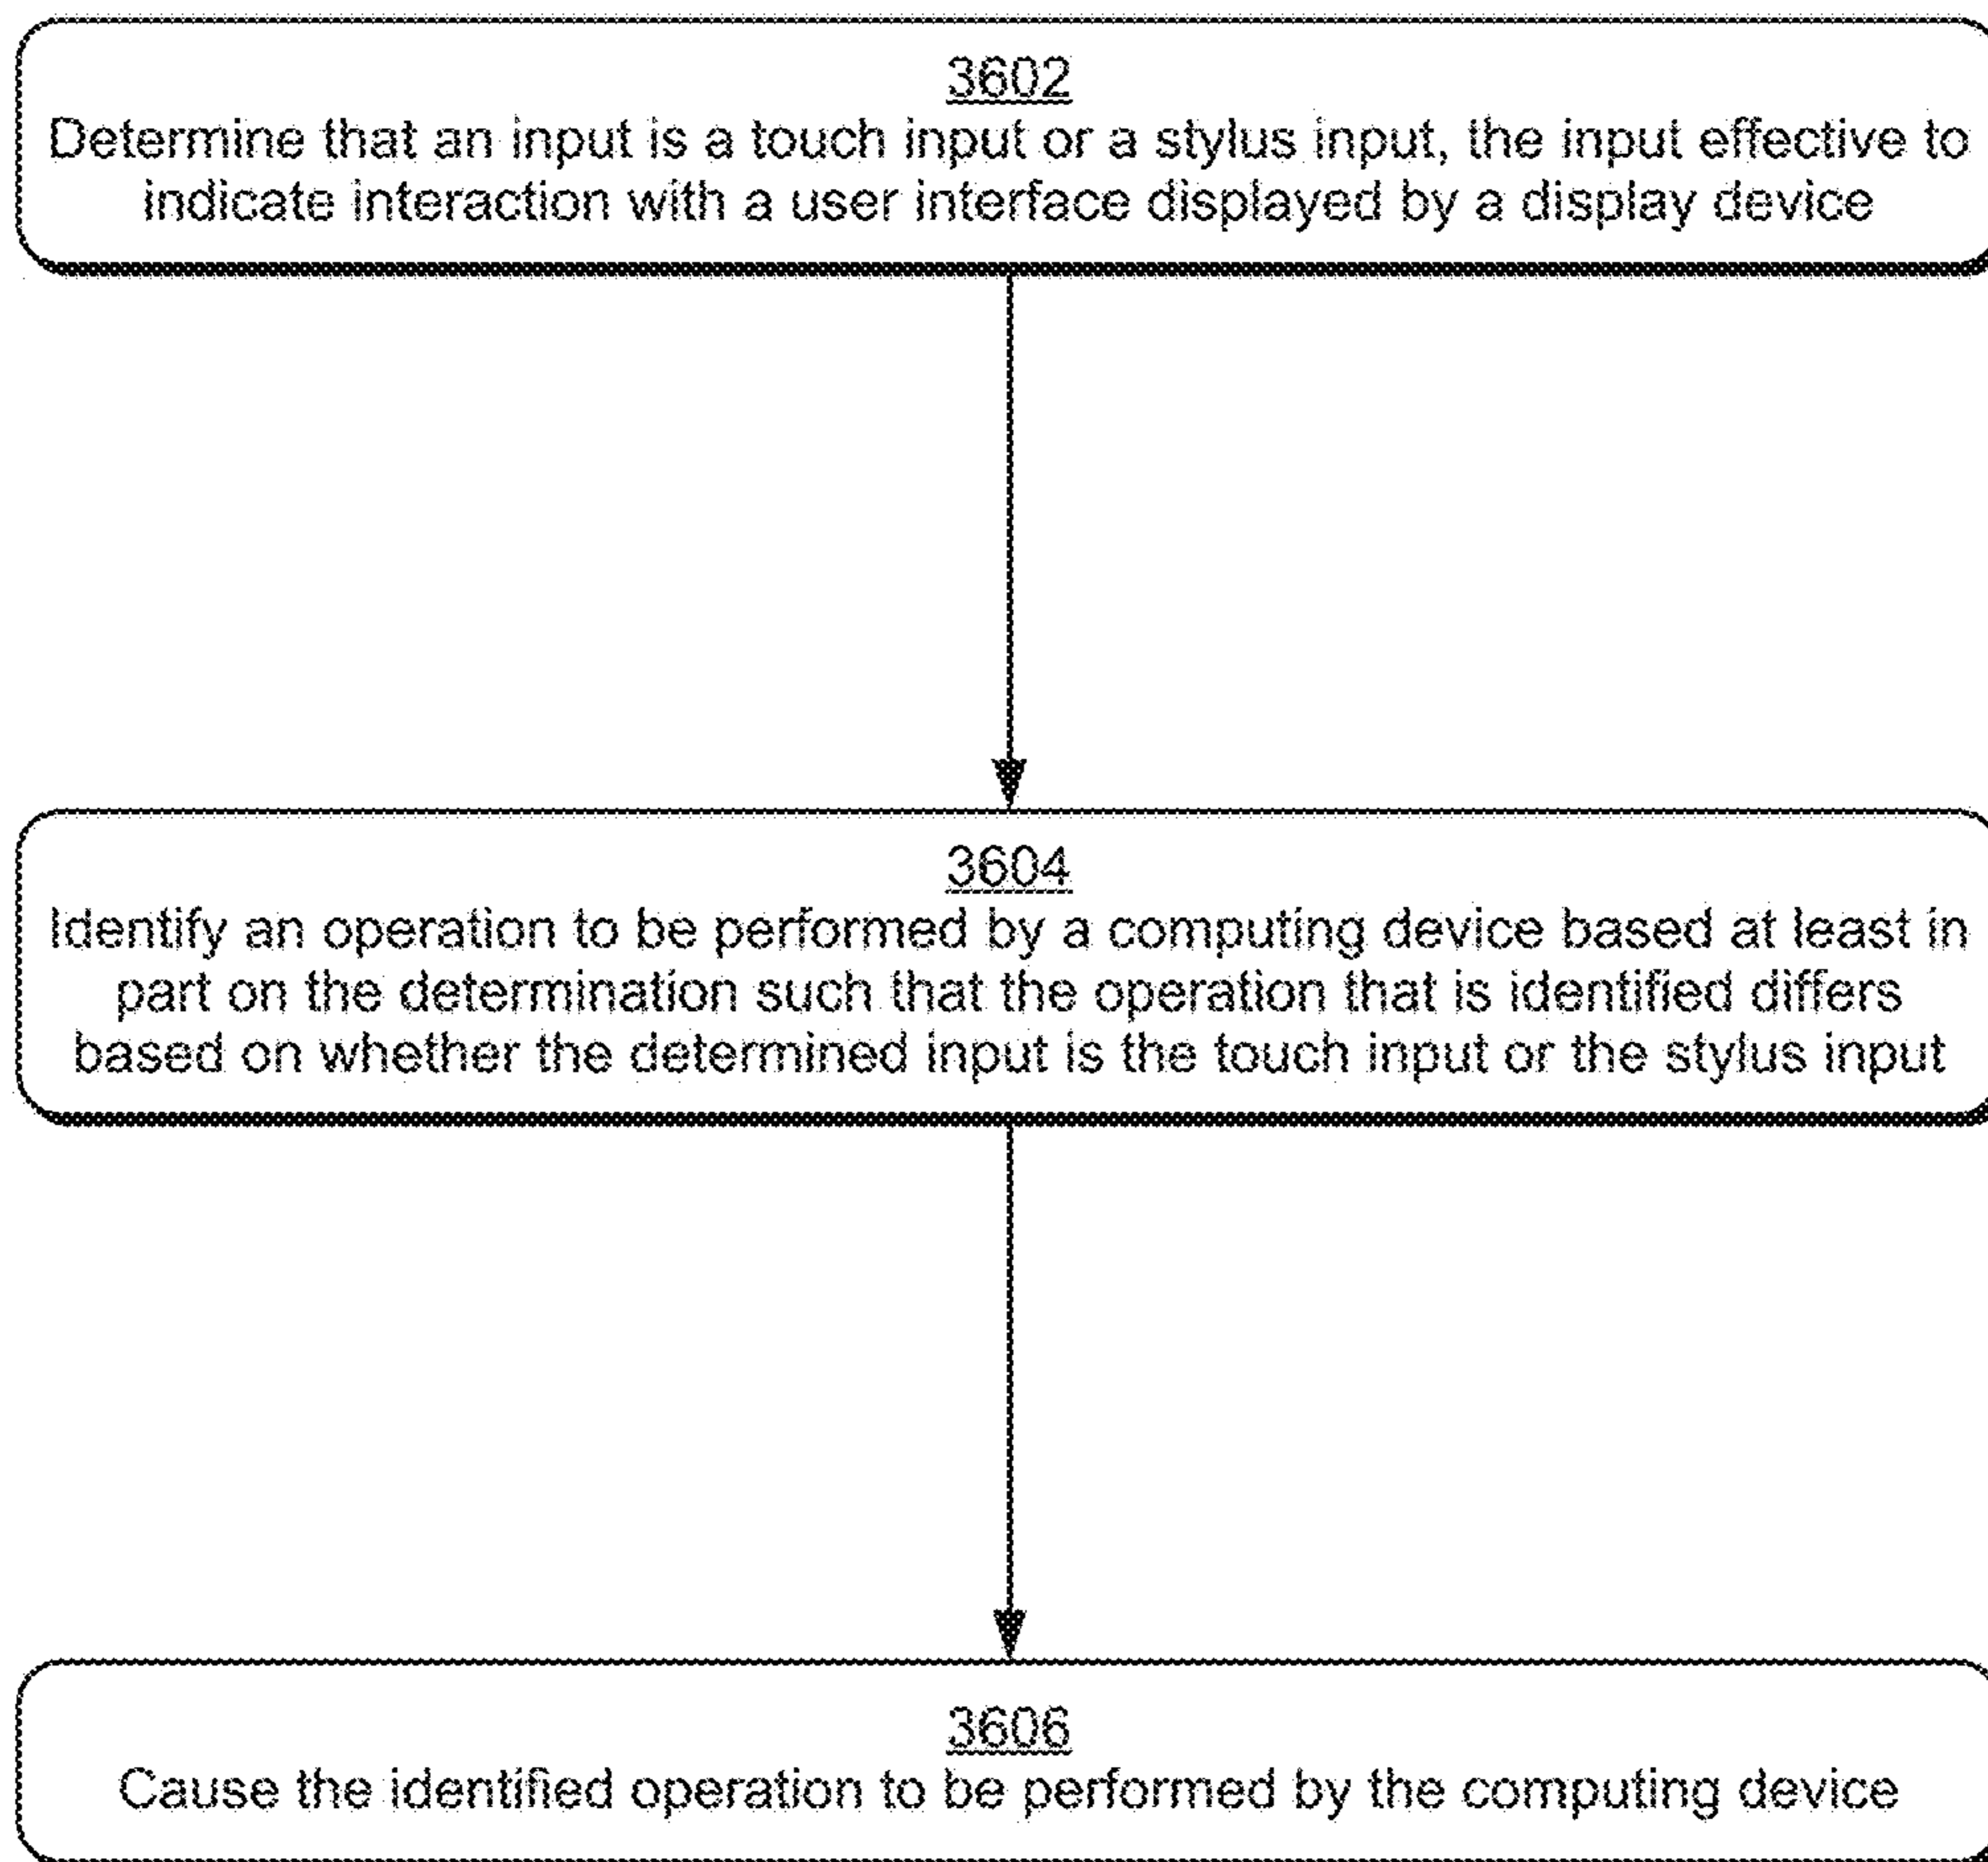 3602
Determine that an input is a touch input or a stylus input, the input effective to
indicate interaction with a user interface displayed by a display device
3604
Identify an operation to be performed by a computing device based at least in
part on the determination such that the operation that is identified differs
based on whether the determined input is the touch input or the stylus input
3606
Cause the identified operation to be performed by the computing device